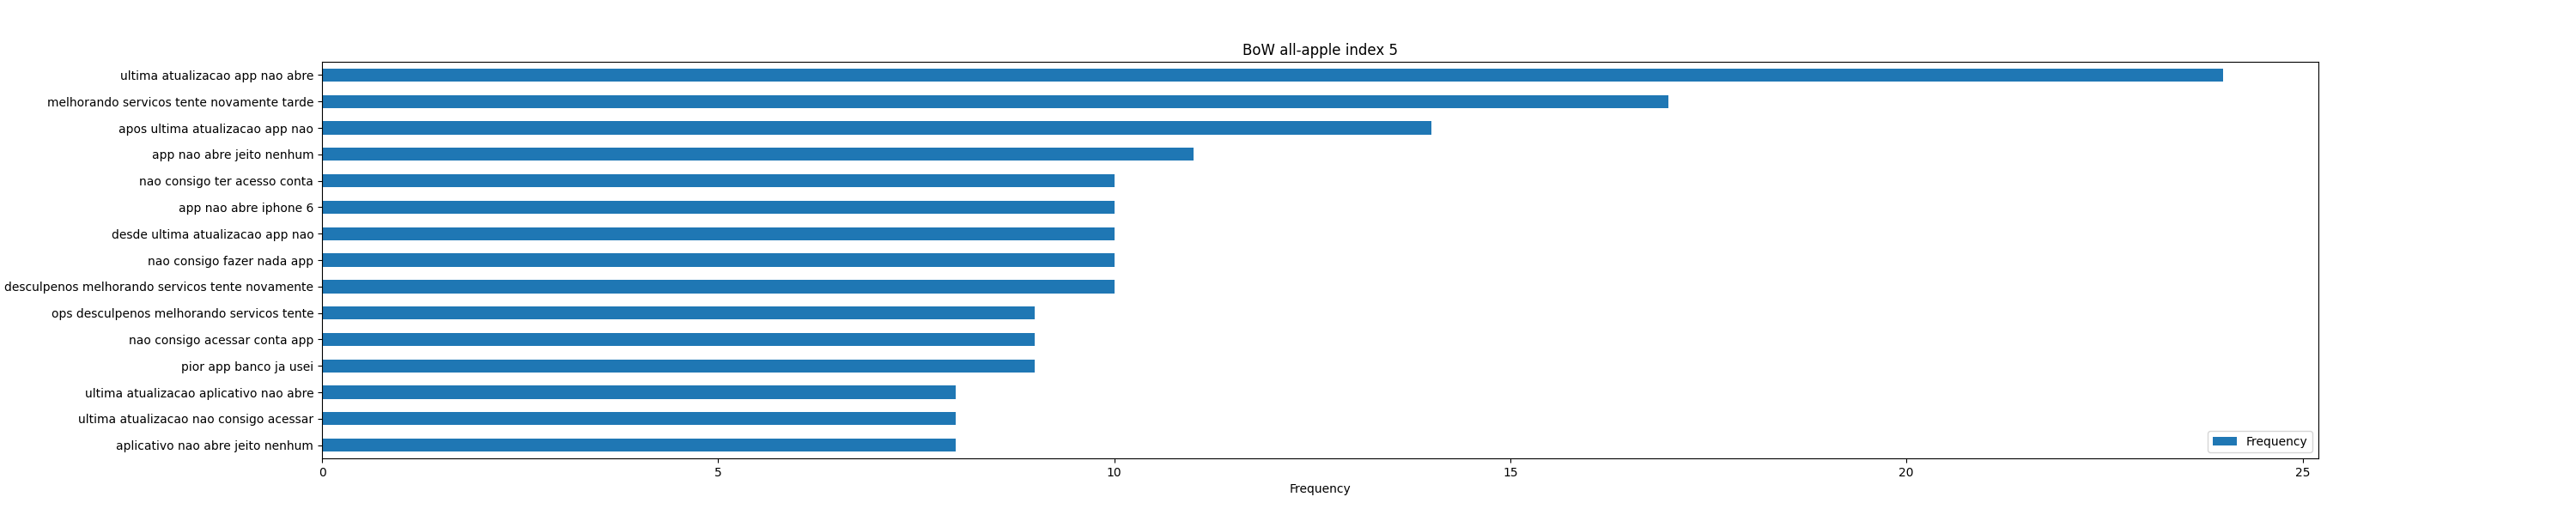 BoW all-apple index 5
ultima atualizacao app nao abre
melhorando servicos tente novamente tarde
apos ultima atualizacao app nao
app nao abre jeito nenhum
nao consigo ter acesso conta
app nao abre iphone 6
desde ultima atualizacao app nao
nao consigo fazer nada app
desculpenos melhorando servicos tente novamente
ops desculpenos melhorando servicos tente
nao consigo acessar conta app
pior app banco ja usei
ultima atualizacao aplicativo nao abre
ultima atualizacao nao consigo acessar
aplicativo nao abre jeito nenhum
Frequency
0 5 10 15 20 25
Frequency